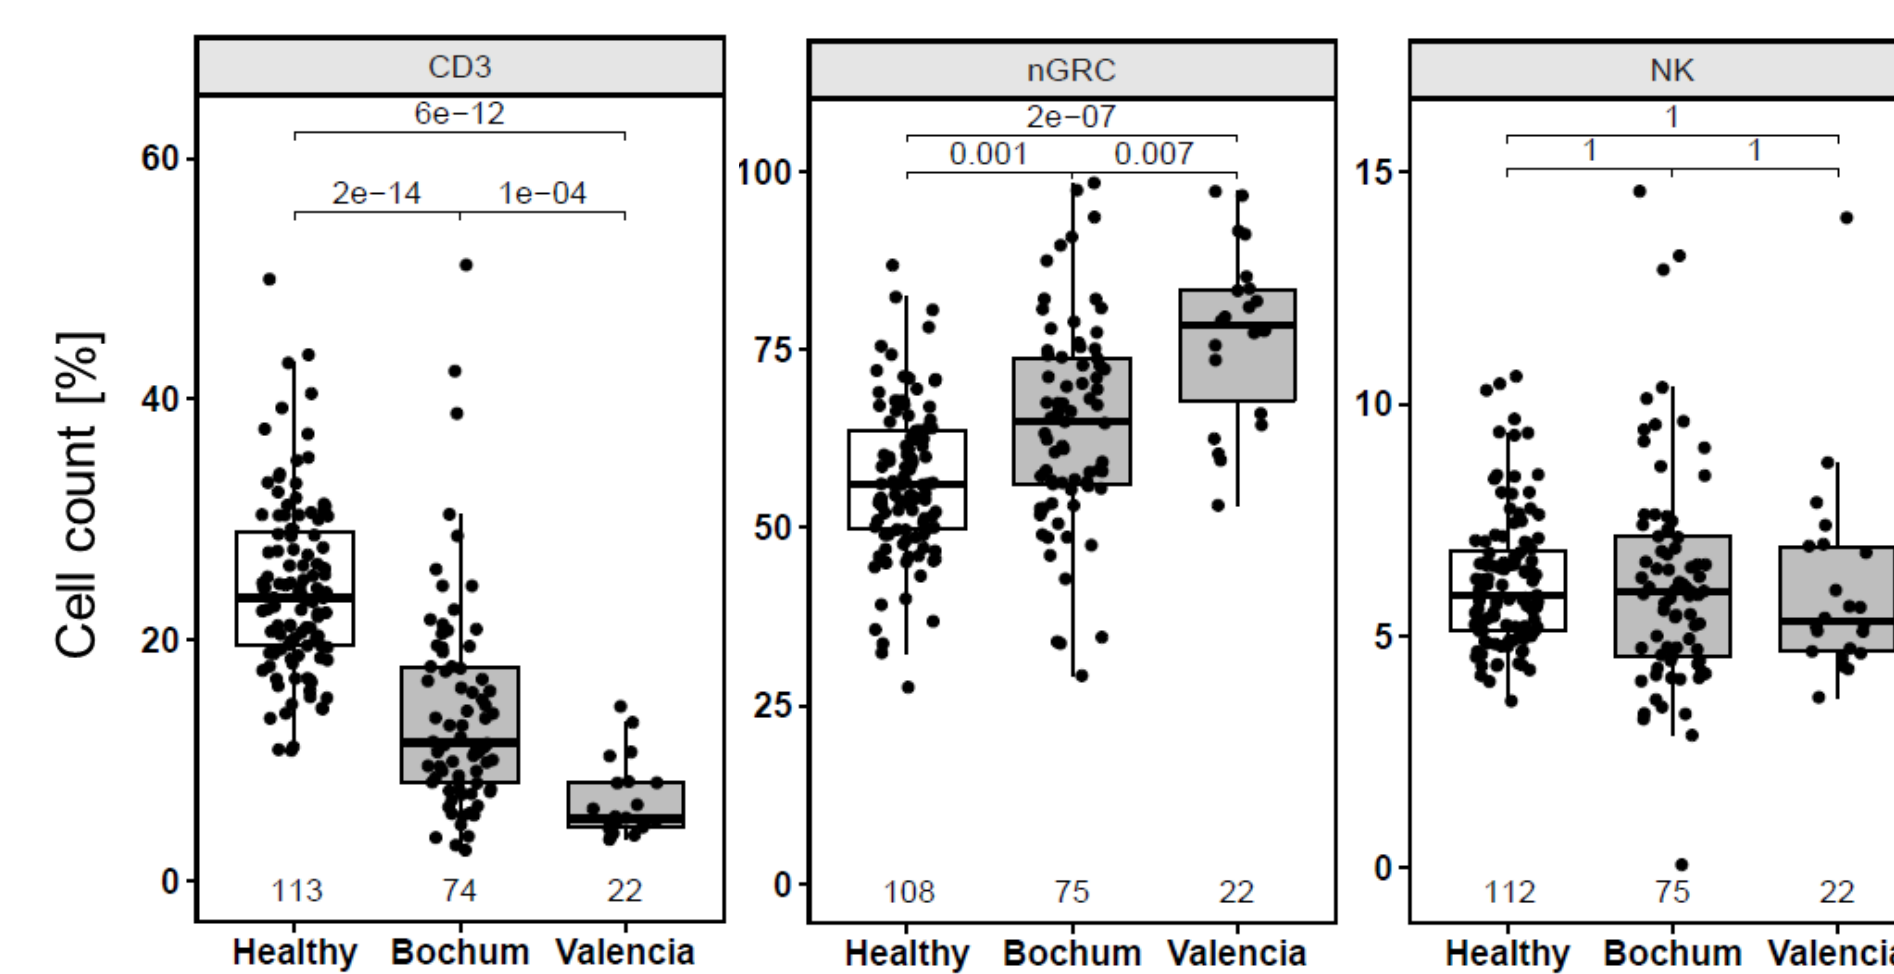 CD3
6e−12
2e−14 1e−04
60
40
20
0
Cell count [%]
113 74 22
Healthy Bochum Valencia
nGRC
2e−07
0.001 0.007
100
75
50
25
0
108 75 22
Healthy Bochum Valencia
NK
1
1 1
15
10
5
0
112 75 22
Healthy Bochum Valencia